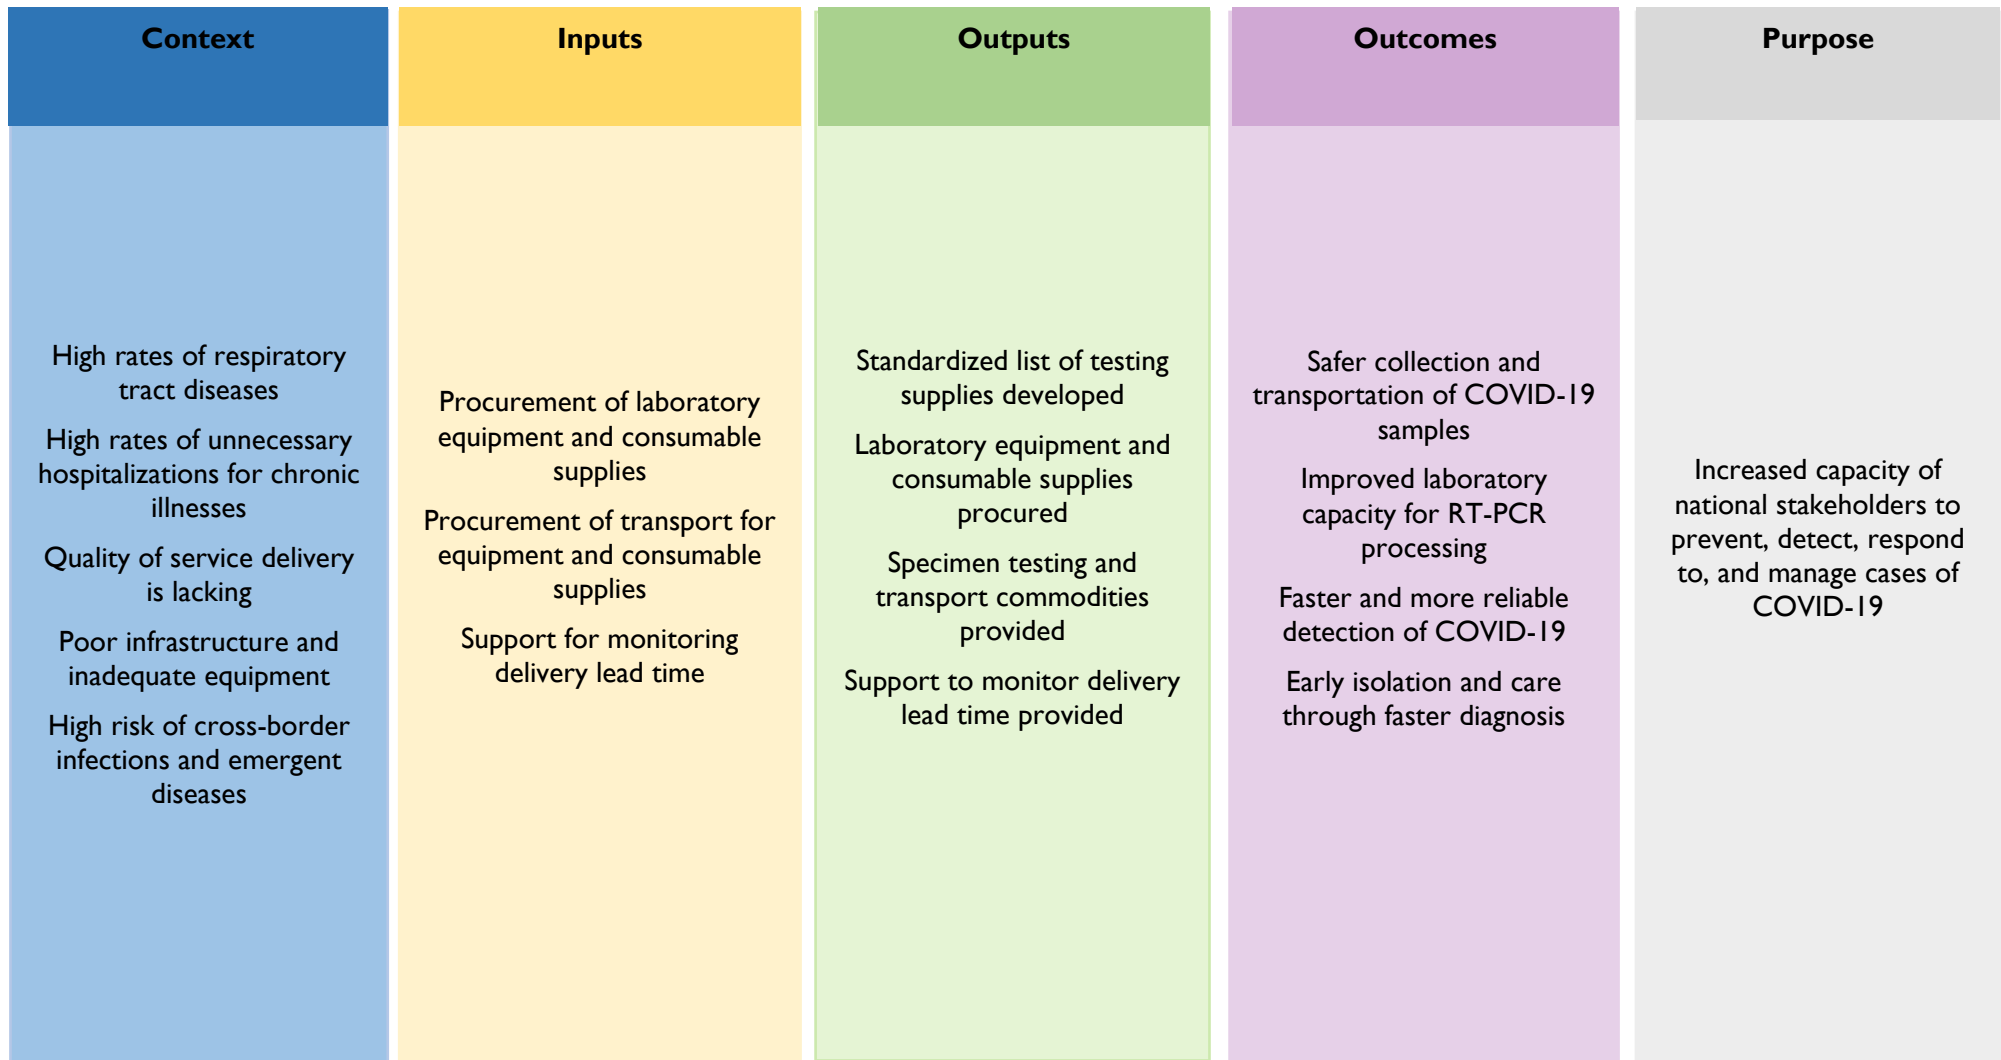 Context
High rates of respiratory
tract diseases
High rates of unnecessary
hospitalizations for chronic
illnesses
Quality of service delivery
is lacking
Poor infrastructure and
inadequate equipment
High risk of cross-border
infections and emergent
diseases
Inputs
Procurement of laboratory
equipment and consumable
supplies
Procurement of transport for
equipment and consumable
supplies
Support for monitoring
delivery lead time
Outputs
Standardized list of testing
supplies developed
Laboratory equipment and
consumable supplies
procured
Specimen testing and
transport commodities
provided
Support to monitor delivery
lead time provided
Outcomes
Safer collection and
transportation of COVID-19
samples
Improved laboratory
capacity for RT-PCR
processing
Faster and more reliable
detection of COVID-19
Early isolation and care
through faster diagnosis
Purpose
Increased capacity of
national stakeholders to
prevent, detect, respond
to, and manage cases of
COVID-19